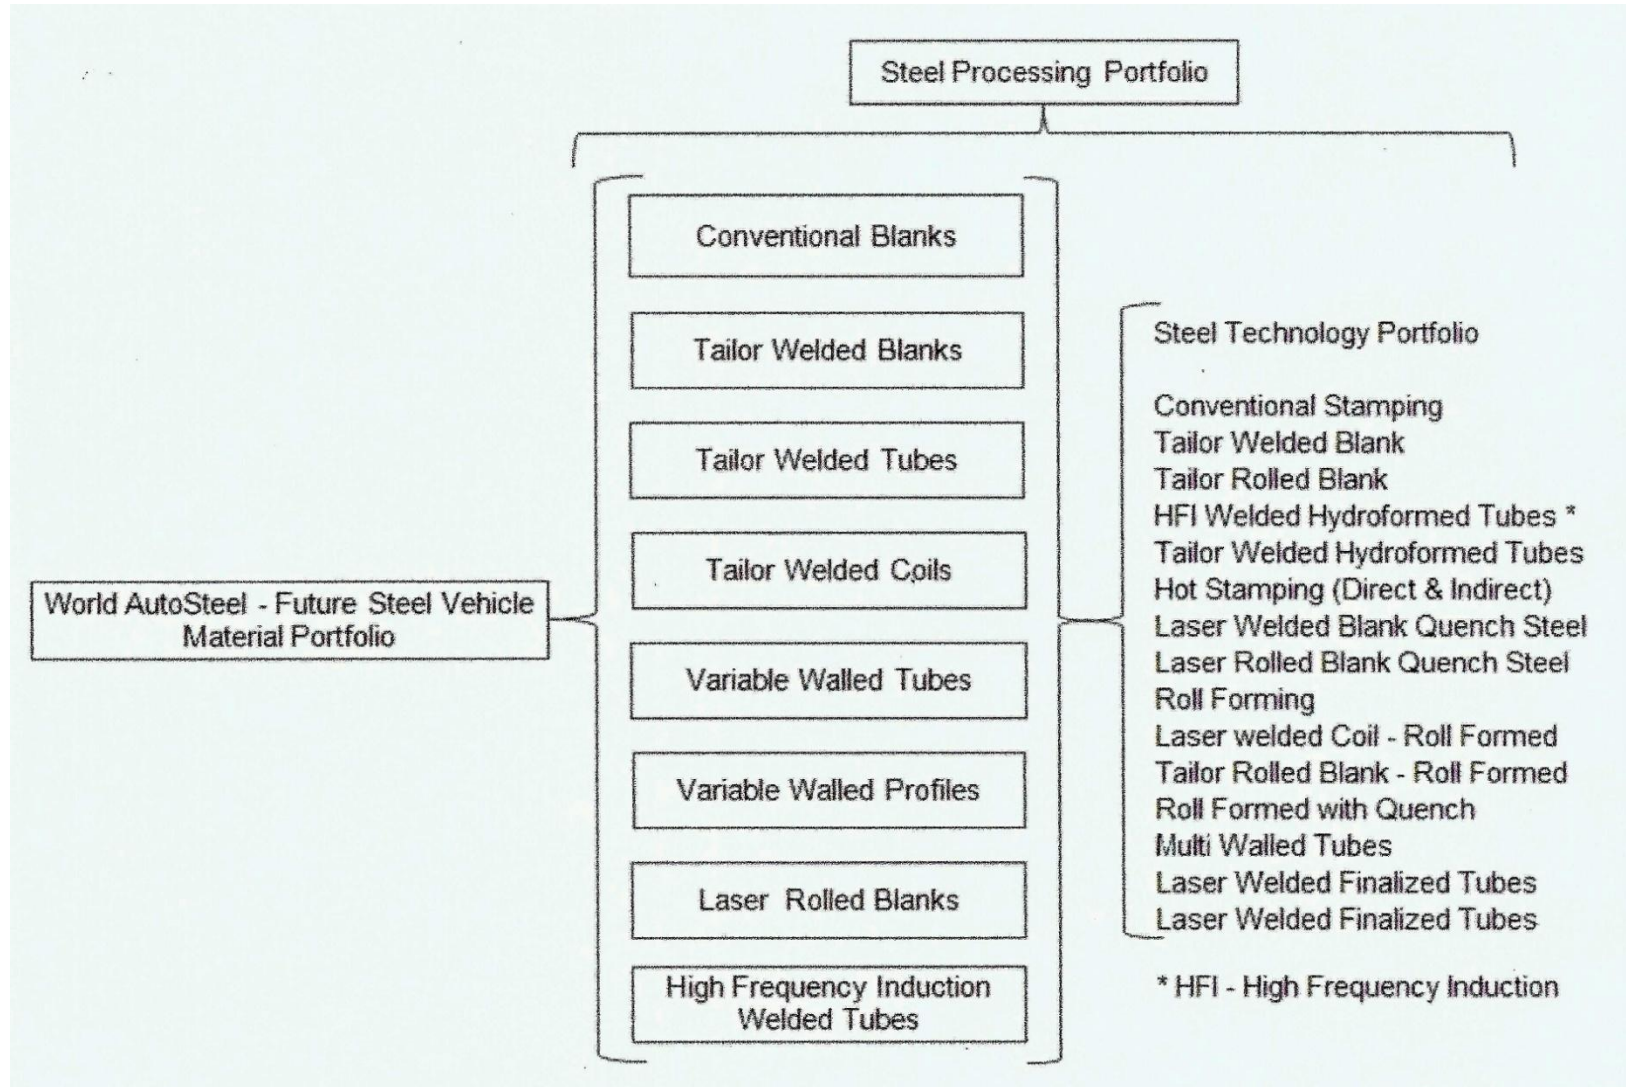 Steel Processing Portfolio
Conventional Blanks
Tailor Welded Blanks
Tailor Welded Tubes
Tailor Welded Coils
Variable Walled Tubes
Variable Walled Profiles
Laser Rolled Blanks
High Frequency Induction
Welded Tubes
World AutoSteel - Future Steel Vehicle
Material Portfolio
Steel Technology Portfolio
Conventional Stamping
Tailor Welded Blank
Tailor Rolled Blank
HFI Welded Hydroformed Tubes *
Tailor Welded Hydroformed Tubes
Hot Stamping (Direct & Indirect)
Laser Welded Blank Quench Steel
Laser Rolled Blank Quench Steel
Roll Forming
Laser welded Coil - Roll Formed
Tailor Rolled Blank - Roll Formed
Roll Formed with Quench
Multi Walled Tubes
Laser Welded Finalized Tubes
Laser Welded Finalized Tubes
* HFI - High Frequency Induction